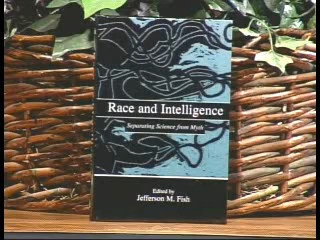 Race and Intelligence
Separating Science from Myth
Edited by
Jefferson M. Fish